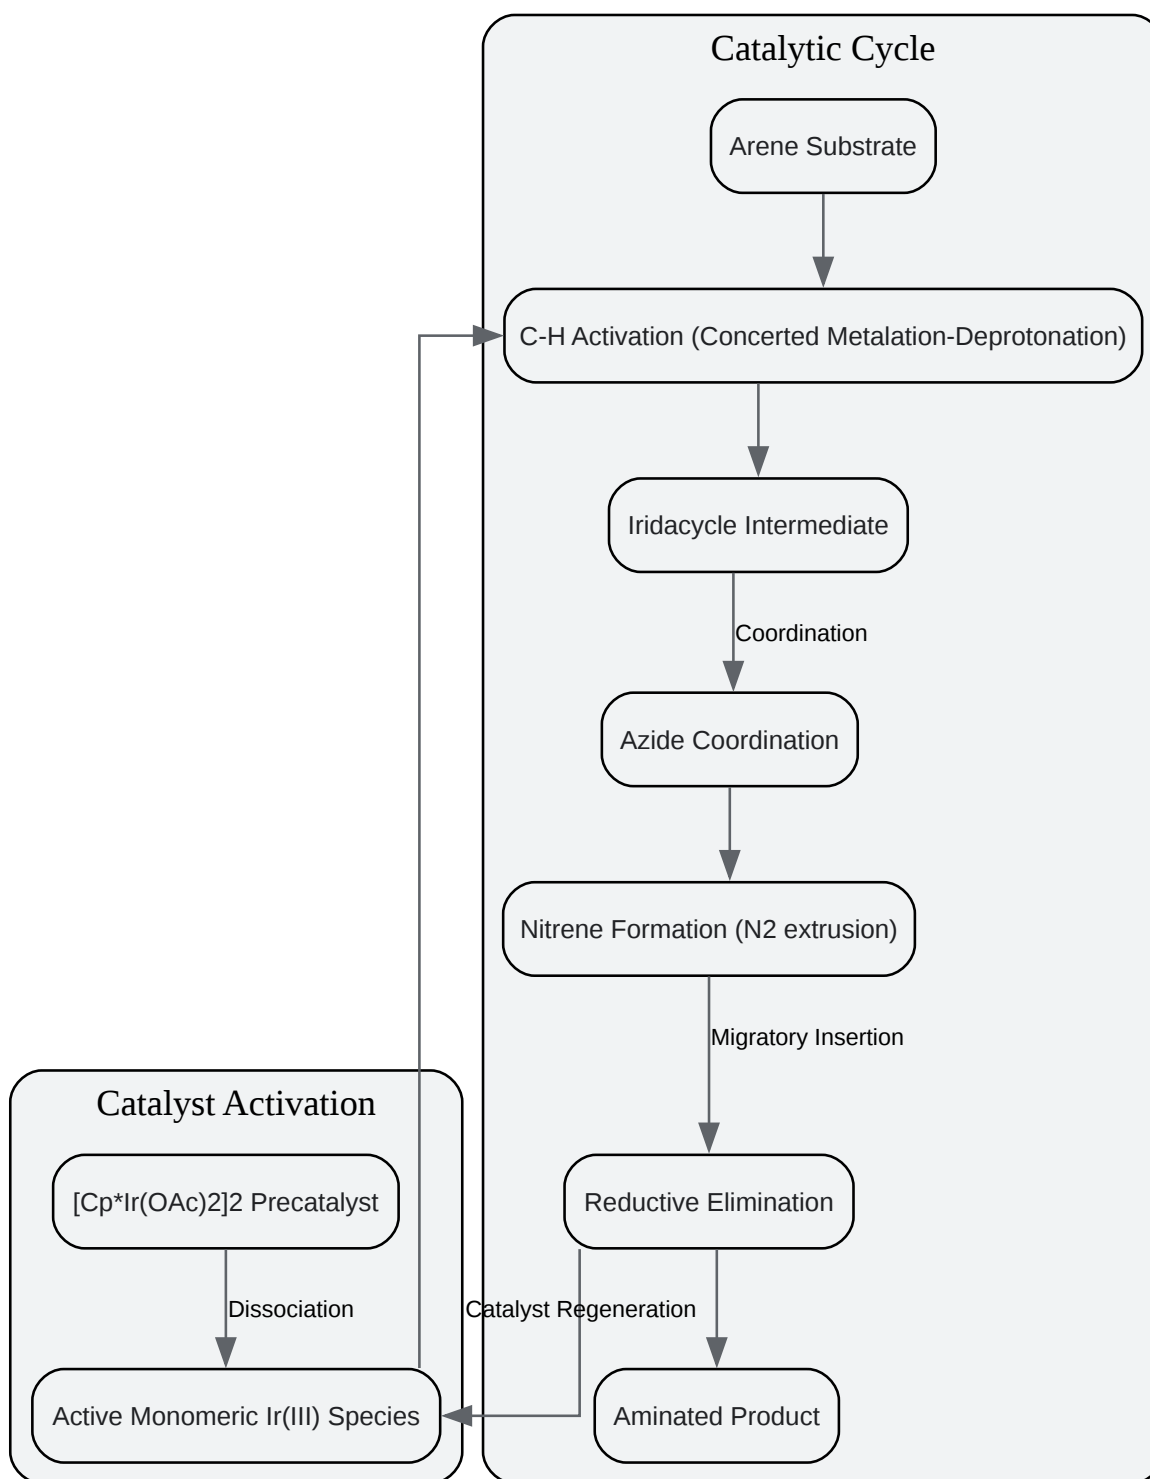 Catalytic Cycle
Arene Substrate
C-H Activation (Concerted Metalation-Deprotonation)
Iridacycle Intermediate
Coordination
Azide Coordination
Nitrene Formation (N2 extrusion)
Migratory Insertion
Catalyst Activation
[Cp*Ir(OAc)2]2 Precatalyst
Reductive Elimination
Dissociation
Catalyst Regeneration
Active Monomeric Ir(III) Species
Aminated Product